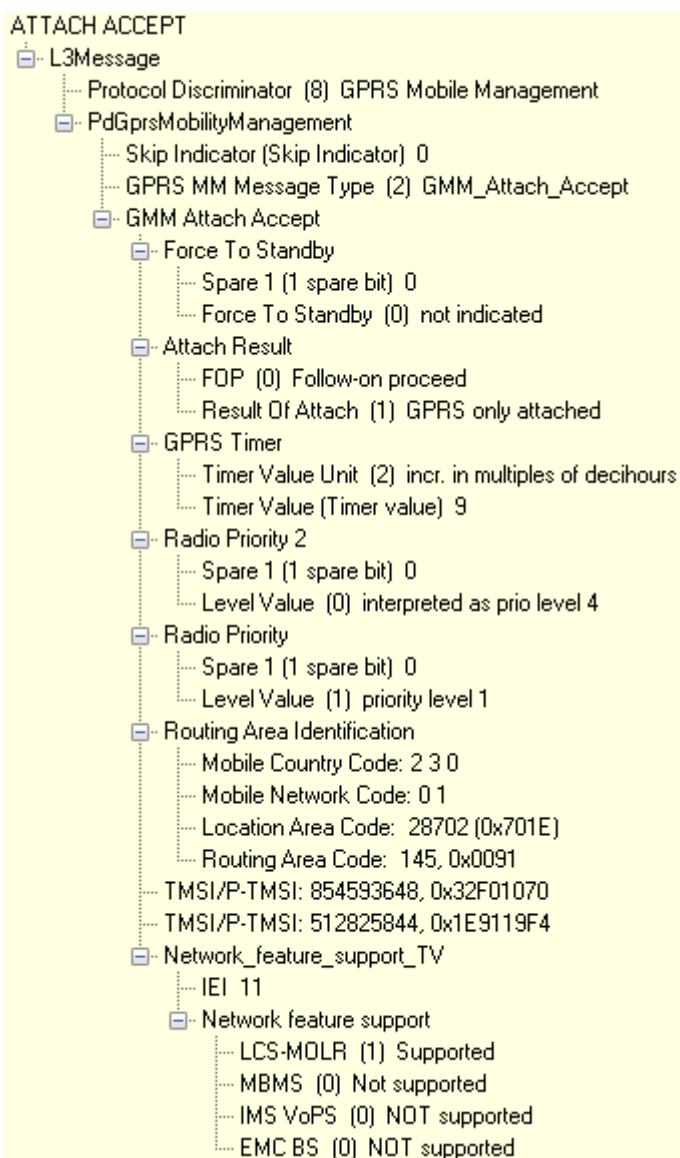 ATTACH ACCEPT
L3Message
Protocol Discriminator (8) GPRS Mobile Management
PdGprsMobilityManagement
Skip Indicator (Skip Indicator) 0
GPRS MM Message Type (2) GMM_Attach_Accept
GMM Attach Accept
Force To Standby
Spare 1 (1 spare bit) 0
Force To Standby (0) not indicated
Attach Result
FOP (0) Follow-on proceed
Result Of Attach (1) GPRS only attached
GPRS Timer
Timer Value Unit (2) incr. in multiples of decihours
Timer Value (Timer value) 9
Radio Priority 2
Spare 1 (1 spare bit) 0
Level Value (0) interpreted as prio level 4
Radio Priority
Spare 1 (1 spare bit) 0
Level Value (1) priority level 1
Routing Area Identification
Mobile Country Code: 2 3 0
Mobile Network Code: 0 1
Location Area Code: 28702 (0x701E)
Routing Area Code: 145, 0x0091
TMSI/P-TMSI: 854593648, 0x32F01070
TMSI/P-TMSI: 512825844, 0x1E9119F4
Network_feature_support_TV
IEI 11
Network feature support
LCS-MOLR (1) Supported
MBMS (0) Not supported
IMS VoPS (0) NOT supported
EMC BS (0) NOT supported